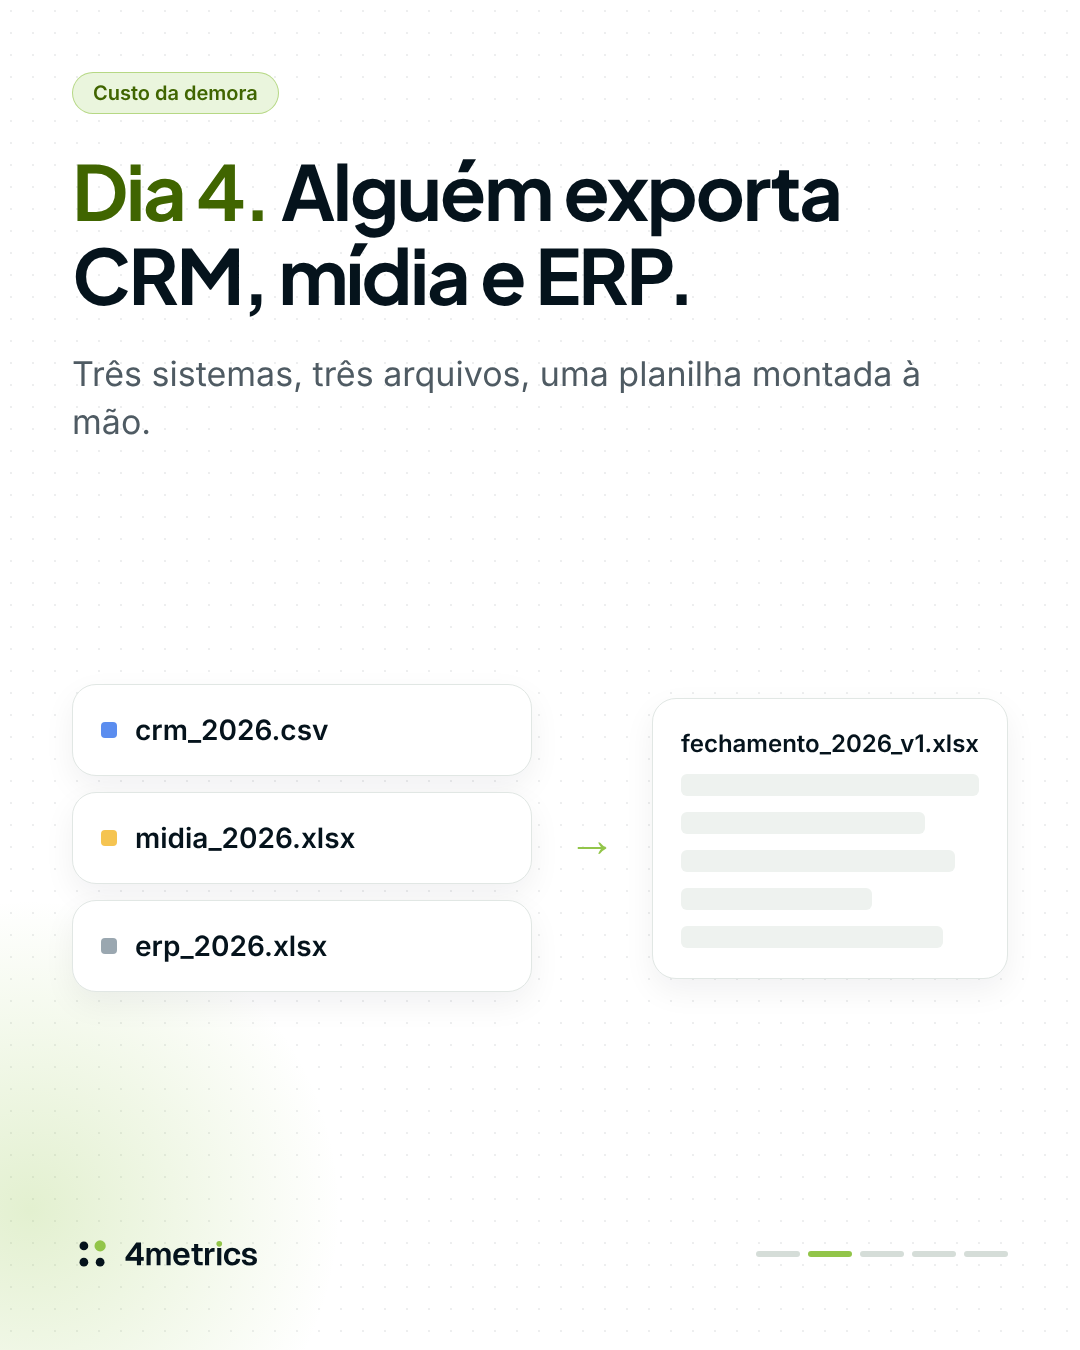 Custo da demora
Dia 4. Alguém exporta
CRM, mídia e ERP.
Três sistemas, três arquivos, uma planilha montada à
mão.
crm_2026.csv
midia_2026.xlsx
erp_2026.xlsx
→
fechamento_2026_v1.xlsx
4metrics